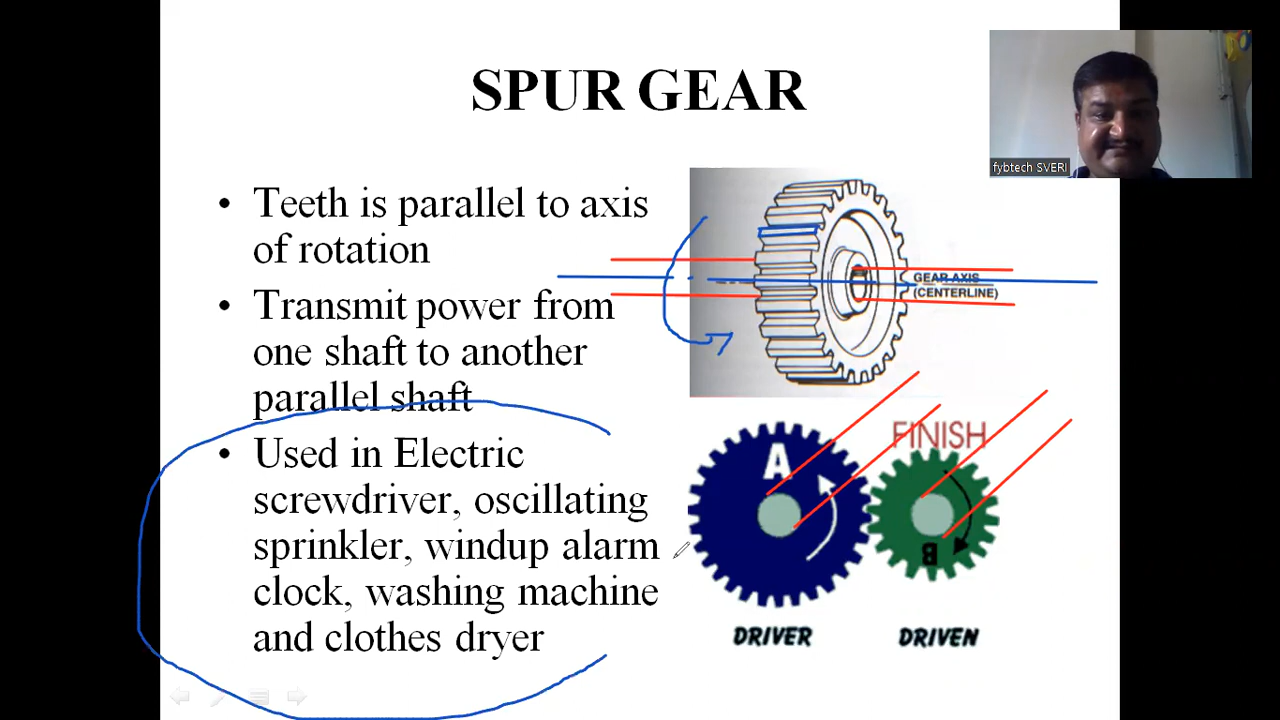 SPUR GEAR
fybtech SVERI
• Teeth is parallel to axis
of rotation
• Transmit power from
one shaft to another
parallel shaft
• Used in Electric
screwdriver, oscillating
sprinkler, windup alarm
clock, washing machine
and clothes dryer
GEAR AXIS
(CENTERLINE)
A
FINISH
B
DRIVER
DRIVEN